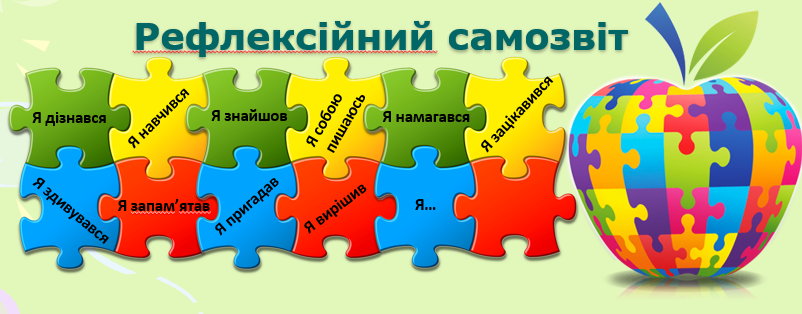 Рефлексійний самозвіт
Я дізнався
Я навчився
Я знайшов
Я собою
пишаюсь
Я намагався
Я зацікавився
Я здивувався
Я запам’ятав
Я пригадав
Я вирішив
Я...